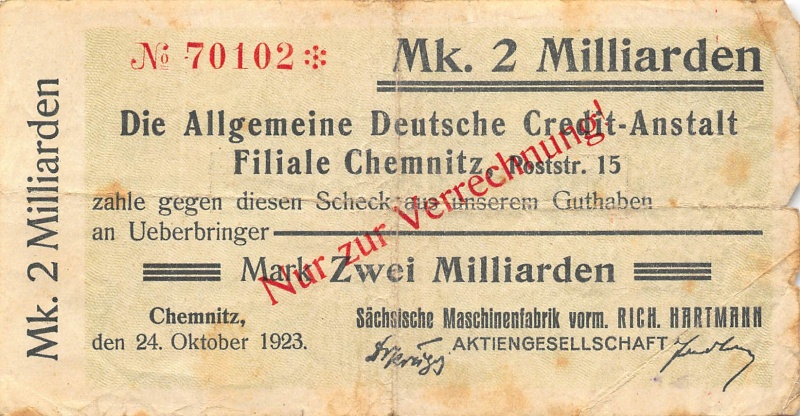 № 70102
Mk. 2 Milliarden
Mk. 2 Milliarden
Die Allgemeine Deutsche Credit-Anstalt
Filiale Chemnitz, Poststr. 15
zahle gegen diesen Scheck aus unserem Guthaben
an Ueberbringer
Mark Zwei Milliarden
Nur zur Verrechnung!
Chemnitz,
den 24. Oktober 1923.
Sächsische Maschinenfabrik vorm. RICH. HARTMANN
AKTIENGESELLSCHAFT